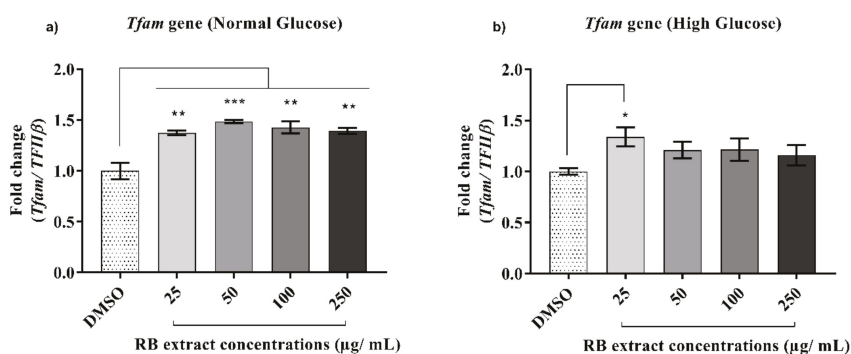 a)
Tfam gene (Normal Glucose)
Fold change
(Tfam/ TFIIβ)
2.0
1.5
1.0
0.5
0.0
**
***
**
**
DMSO
25
50
100
250
RB extract concentrations (µg/ mL)
b)
Tfam gene (High Glucose)
Fold change
(Tfam/ TFIIβ)
2.0
1.5
1.0
0.5
0.0
*
DMSO
25
50
100
250
RB extract concentrations (µg/ mL)